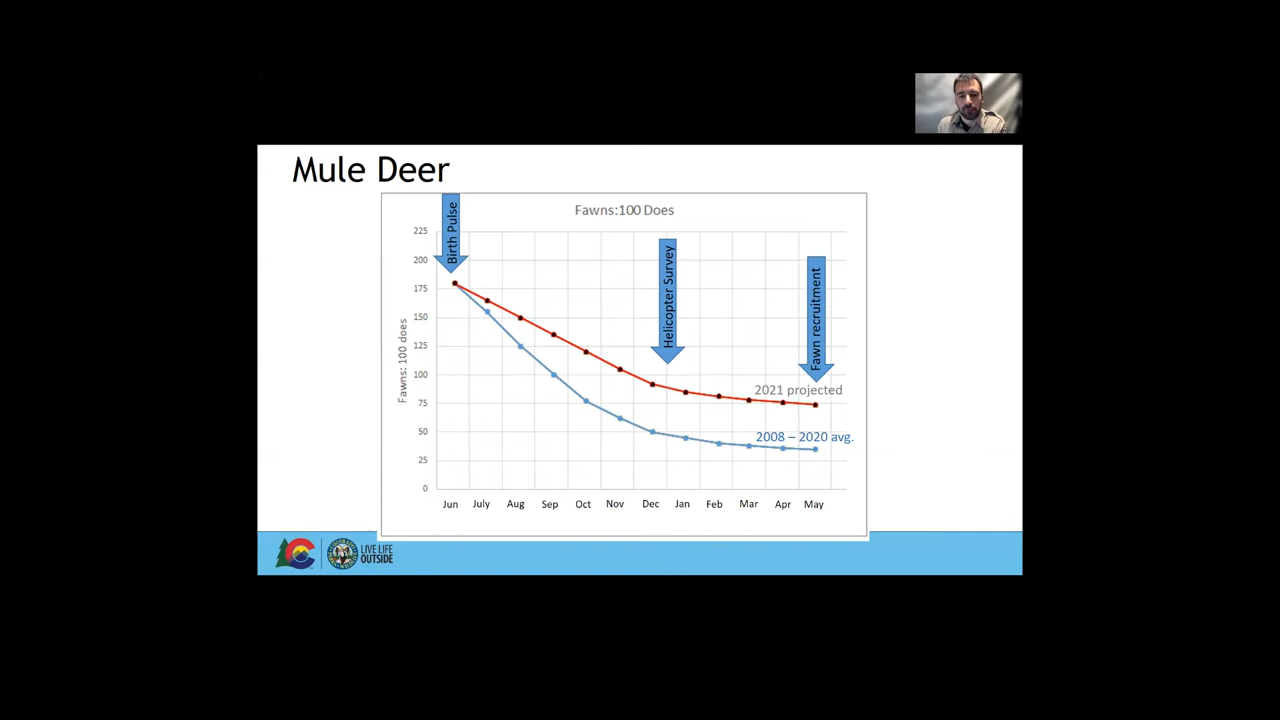 Mule Deer
Fawns:100 Does
Birth Pulse
Helicopter Survey
Fawn recruitment
Fawns: 100 does
225
200
175
150
125
100
75
50
25
0
2021 projected
2008 – 2020 avg.
Jun July Aug Sep Oct Nov Dec Jan Feb Mar Apr May
LIVE LIFE
OUTSIDE